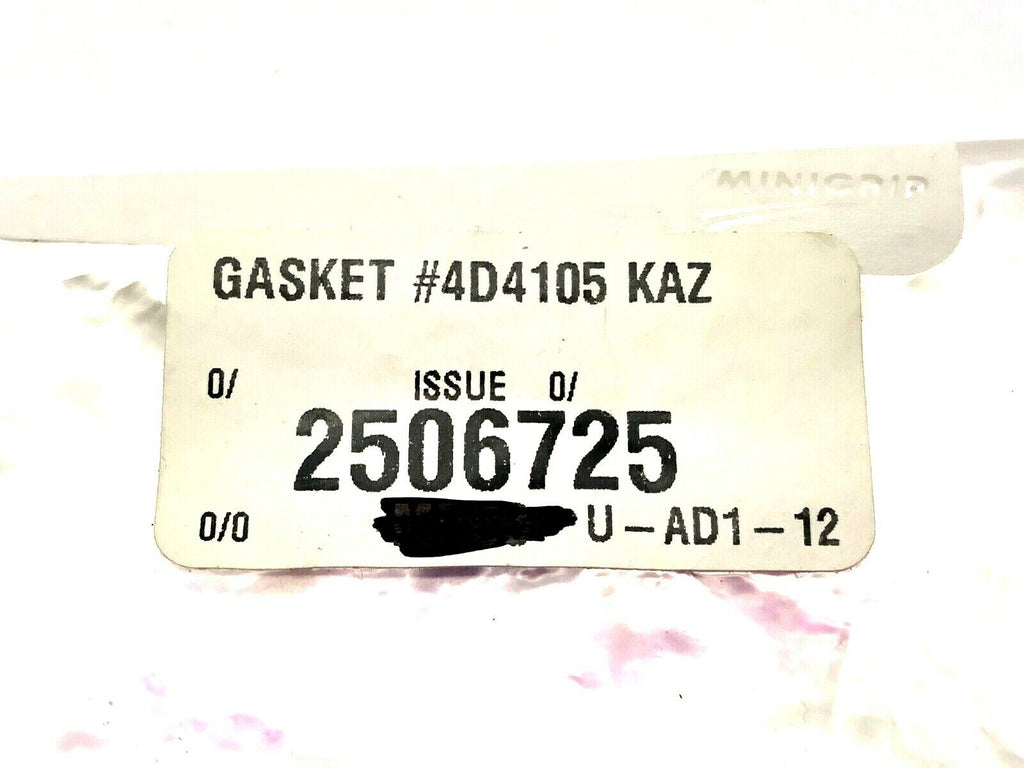 MINIGRIP
GASKET #4D4105 KAZ
0/ ISSUE 0/
2506725
0/0 U-AD1-12